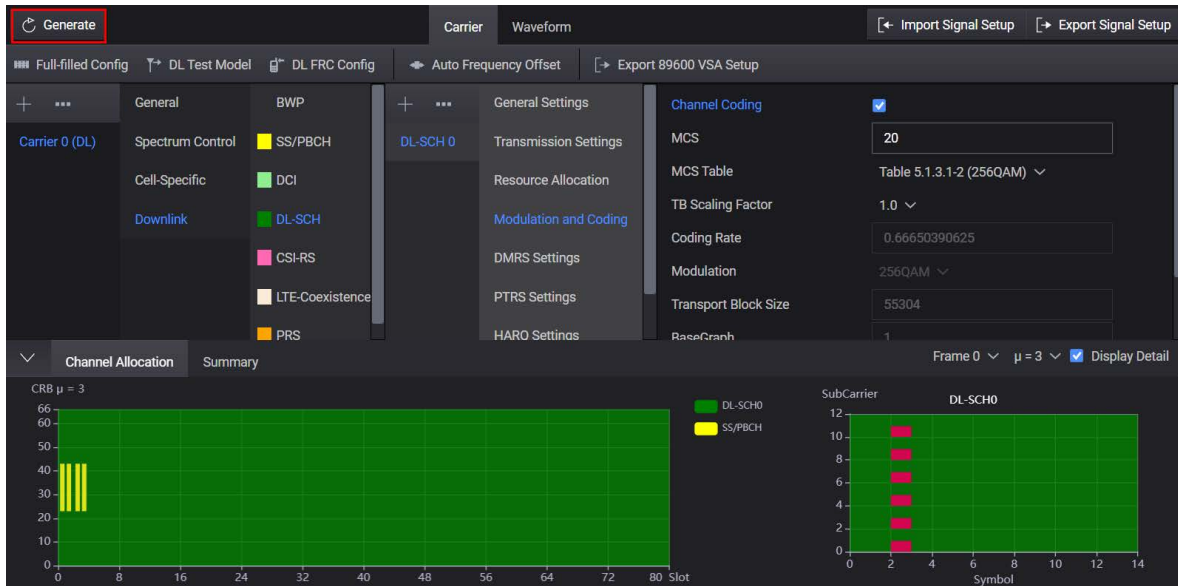 Generate
Carrier Waveform
Import Signal Setup Export Signal Setup
Full-filled Config DL Test Model DL FRC Config Auto Frequency Offset Export 89600 VSA Setup
Carrier 0 (DL)
General
Spectrum Control
Cell-Specific
Downlink
BWP
SS/PBCH
DCI
DL-SCH
CSI-RS
LTE-Coexistence
PRS
DL-SCH 0
General Settings
Transmission Settings
Resource Allocation
Modulation and Coding
DMRS Settings
PTRS Settings
HARQ Settings
Channel Coding
MCS 20
MCS Table Table 5.1.3.1-2 (256QAM)
TB Scaling Factor 1.0
Coding Rate 0.66650390625
Modulation 256QAM
Transport Block Size 55304
BaseGraph 1
Channel Allocation Summary
Frame 0 μ = 3 Display Detail
CRB μ = 3
66
60
50
40
30
20
10
0
0 8 16 24 32 40 48 56 64 72 80 Slot
DL-SCH0
SS/PBCH
SubCarrier
DL-SCH0
12
10
8
6
4
2
0
0 2 4 6 8 10 12 14
Symbol